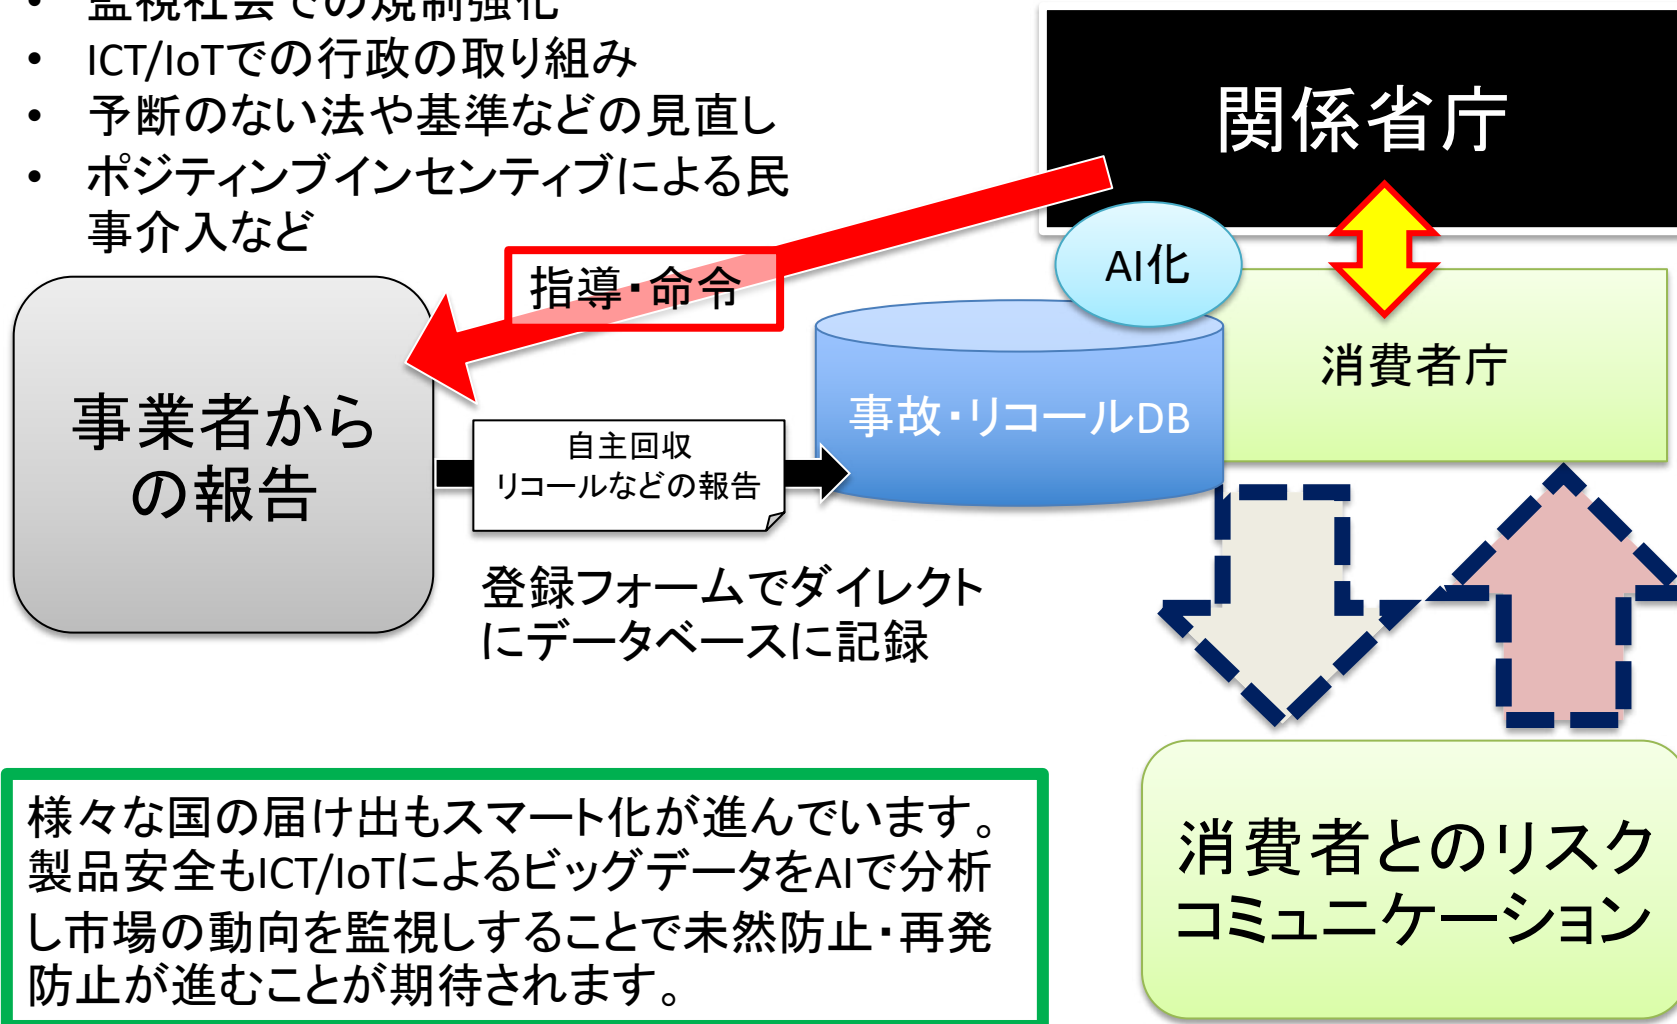 • 監視社会での規制強化
• ICT/IoTでの行政の取り組み
• 予断のない法や基準などの見直し
• ポジティンブインセンティブによる民
事介入など
関係省庁
AI化
指導・命令
消費者庁
事業者から
の報告
自主回収
リコールなどの報告
事故・リコールDB
登録フォームでダイレクト
にデータベースに記録
様々な国の届け出もスマート化が進んでいます。
製品安全もICT/IoTによるビッグデータをAIで分析
し市場の動向を監視しすることで未然防止・再発
防止が進むことが期待されます。
消費者とのリスク
コミュニケーション